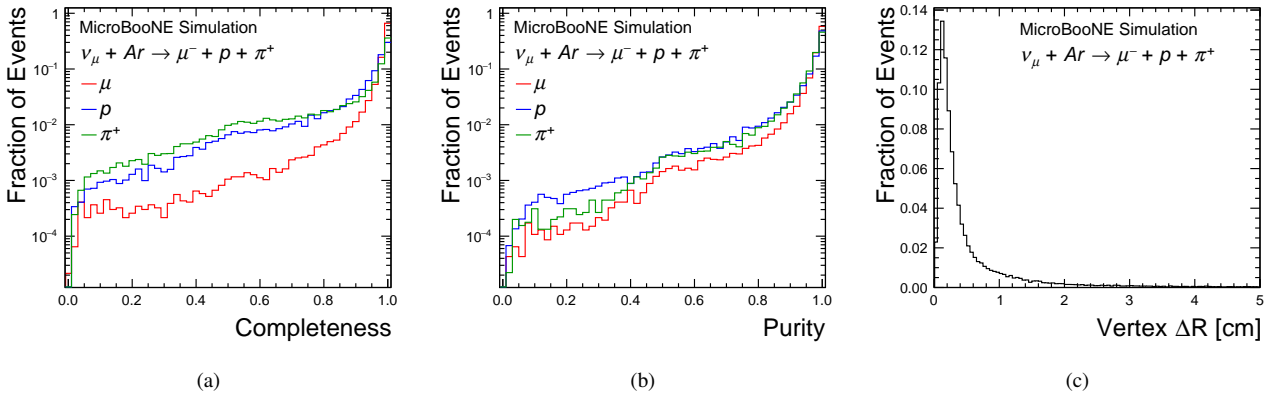 MicroBooNE Simulation
νμ + Ar → μ− + p + π+
μ
p
π+
Fraction of Events
1
10−1
10−2
10−3
10−4
0.0 0.2 0.4 0.6 0.8 1.0
Completeness
(a)
MicroBooNE Simulation
νμ + Ar → μ− + p + π+
μ
p
π+
Fraction of Events
1
10−1
10−2
10−3
10−4
0.0 0.2 0.4 0.6 0.8 1.0
Purity
(b)
MicroBooNE Simulation
νμ + Ar → μ− + p + π+
Fraction of Events
0.14
0.12
0.10
0.08
0.06
0.04
0.02
0.00
0 1 2 3 4 5
Vertex ΔR [cm]
(c)